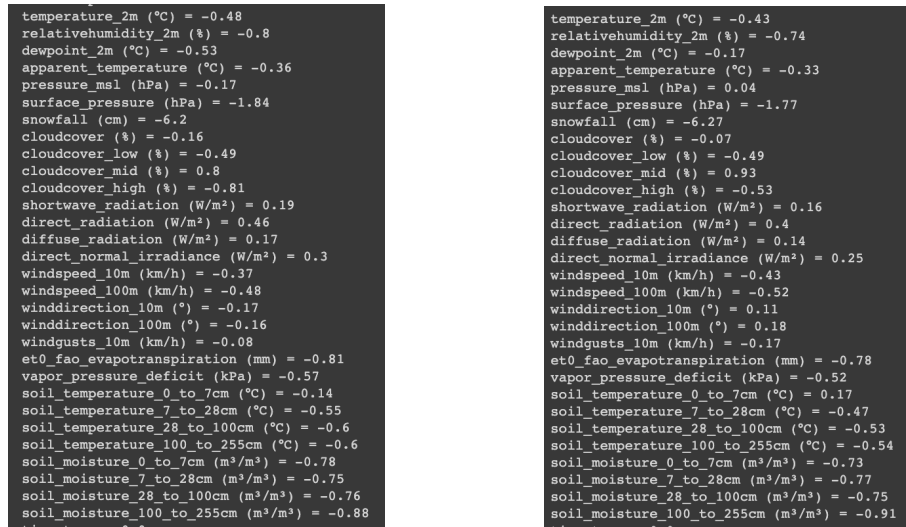 temperature_2m (°C) = -0.48
relativehumidity_2m (%) = -0.8
dewpoint_2m (°C) = -0.53
apparent_temperature (°C) = -0.36
pressure_msl (hPa) = -0.17
surface_pressure (hPa) = -1.84
snowfall (cm) = -6.2
cloudcover (%) = -0.16
cloudcover_low (%) = -0.49
cloudcover_mid (%) = 0.8
cloudcover_high (%) = -0.81
shortwave_radiation (W/m²) = 0.19
direct_radiation (W/m²) = 0.46
diffuse_radiation (W/m²) = 0.17
direct_normal_irradiance (W/m²) = 0.3
windspeed_10m (km/h) = -0.37
windspeed_100m (km/h) = -0.48
winddirection_10m (°) = -0.17
winddirection_100m (°) = -0.16
windgusts_10m (km/h) = -0.08
et0_fao_evapotranspiration (mm) = -0.81
vapor_pressure_deficit (kPa) = -0.57
soil_temperature_0_to_7cm (°C) = -0.14
soil_temperature_7_to_28cm (°C) = -0.55
soil_temperature_28_to_100cm (°C) = -0.6
soil_temperature_100_to_255cm (°C) = -0.6
soil_moisture_0_to_7cm (m³/m³) = -0.78
soil_moisture_7_to_28cm (m³/m³) = -0.75
soil_moisture_28_to_100cm (m³/m³) = -0.76
soil_moisture_100_to_255cm (m³/m³) = -0.88
temperature_2m (°C) = -0.43
relativehumidity_2m (%) = -0.74
dewpoint_2m (°C) = -0.17
apparent_temperature (°C) = -0.33
pressure_msl (hPa) = 0.04
surface_pressure (hPa) = -1.77
snowfall (cm) = -6.27
cloudcover (%) = -0.07
cloudcover_low (%) = -0.49
cloudcover_mid (%) = 0.93
cloudcover_high (%) = -0.53
shortwave_radiation (W/m²) = 0.16
direct_radiation (W/m²) = 0.4
diffuse_radiation (W/m²) = 0.14
direct_normal_irradiance (W/m²) = 0.25
windspeed_10m (km/h) = -0.43
windspeed_100m (km/h) = -0.52
winddirection_10m (°) = 0.11
winddirection_100m (°) = 0.18
windgusts_10m (km/h) = -0.17
et0_fao_evapotranspiration (mm) = -0.78
vapor_pressure_deficit (kPa) = -0.52
soil_temperature_0_to_7cm (°C) = 0.17
soil_temperature_7_to_28cm (°C) = -0.47
soil_temperature_28_to_100cm (°C) = -0.53
soil_temperature_100_to_255cm (°C) = -0.54
soil_moisture_0_to_7cm (m³/m³) = -0.73
soil_moisture_7_to_28cm (m³/m³) = -0.77
soil_moisture_28_to_100cm (m³/m³) = -0.75
soil_moisture_100_to_255cm (m³/m³) = -0.91